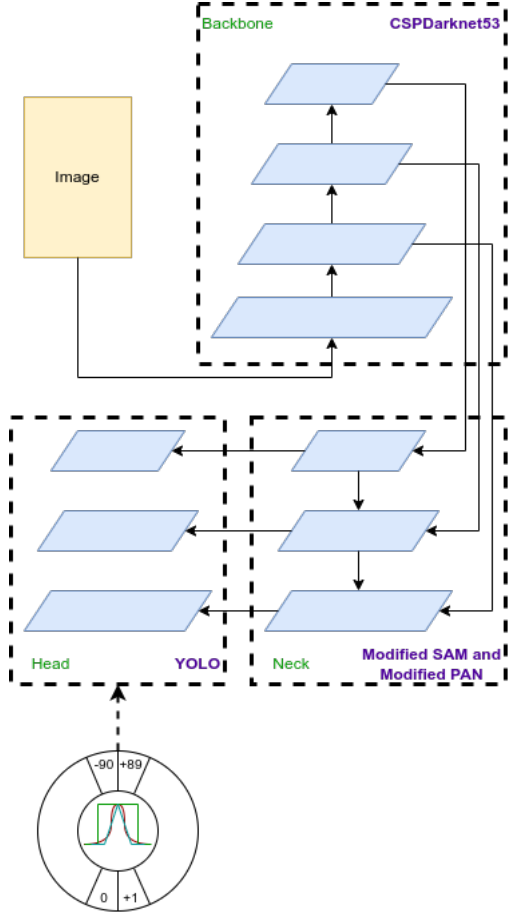 Backbone
CSPDarknet53
Image
Head
YOLO
Neck
Modified SAM and
Modified PAN
-90
+89
0
+1